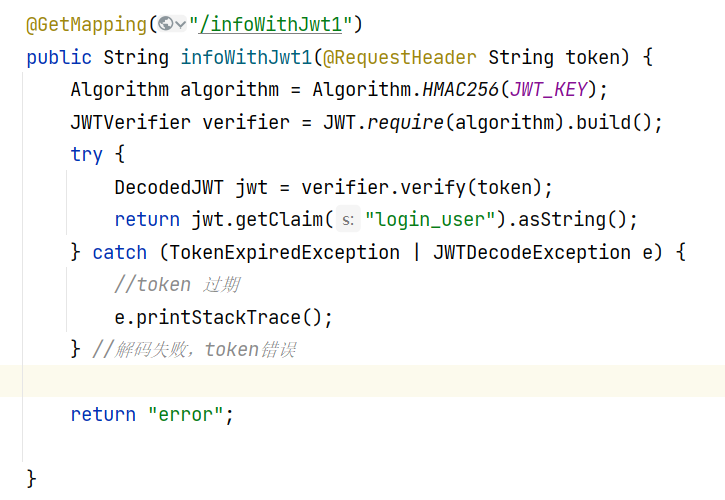 @GetMapping("/infoWithJwt1")
public String infoWithJwt1(@RequestHeader String token) {
Algorithm algorithm = Algorithm.HMAC256(JWT_KEY);
JWTVerifier verifier = JWT.require(algorithm).build();
try {
DecodedJWT jwt = verifier.verify(token);
return jwt.getClaim( s: "login_user").asString();
} catch (TokenExpiredException | JWTDecodeException e) {
//token 过期
e.printStackTrace();
} //解码失败，token错误
return "error";
}